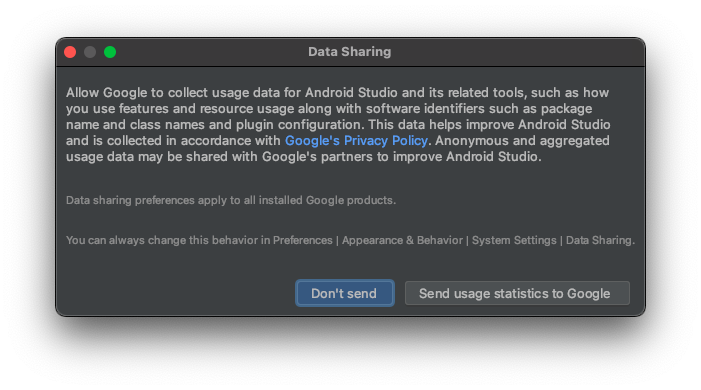 Data Sharing
Allow Google to collect usage data for Android Studio and its related tools, such as how
you use features and resource usage along with software identifiers such as package
name and class names and plugin configuration. This data helps improve Android Studio
and is collected in accordance with Google's Privacy Policy. Anonymous and aggregated
usage data may be shared with Google's partners to improve Android Studio.
Data sharing preferences apply to all installed Google products.
You can always change this behavior in Preferences | Appearance & Behavior | System Settings | Data Sharing.
Don't send
Send usage statistics to Google